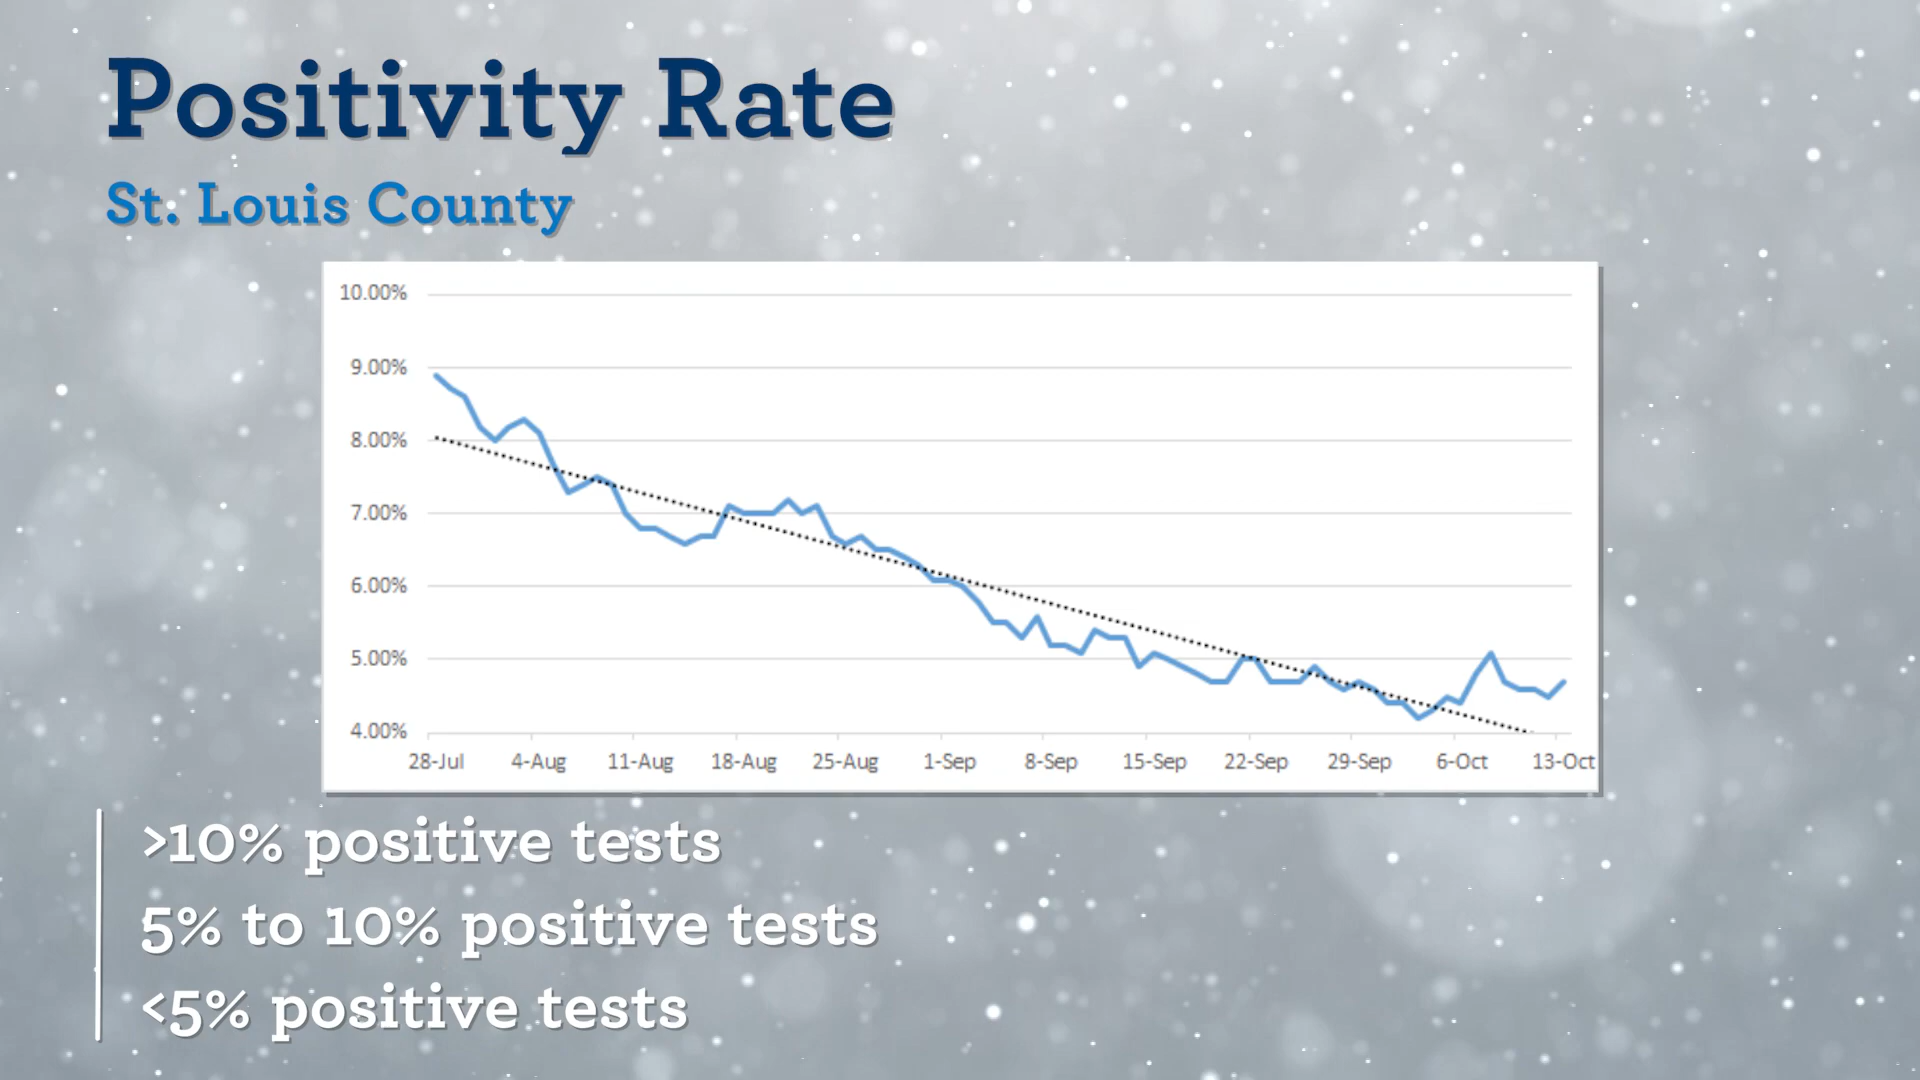 Positivity Rate
St. Louis County
10.00%
9.00%
8.00%
7.00%
6.00%
5.00%
4.00%
28-Jul 4-Aug 11-Aug 18-Aug 25-Aug 1-Sep 8-Sep 15-Sep 22-Sep 29-Sep 6-Oct 13-Oct
>10% positive tests
5% to 10% positive tests
<5% positive tests